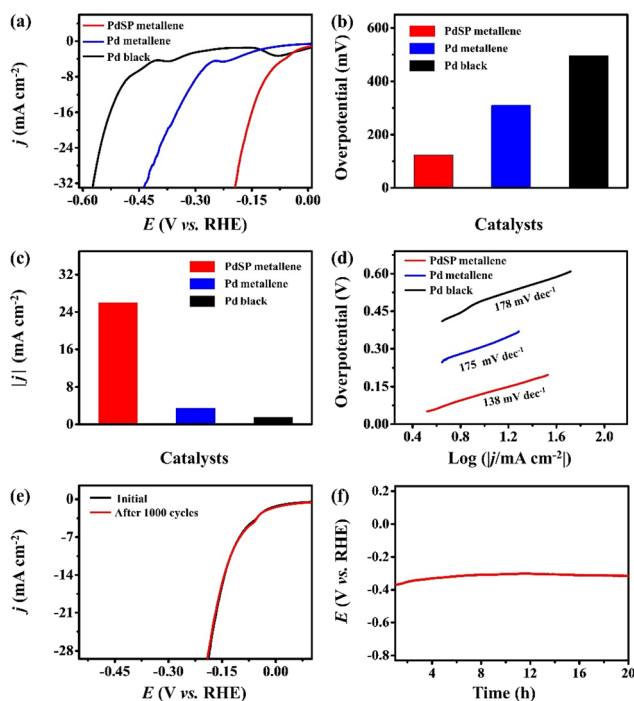 (a)
PdSP metallene
Pd metallene
Pd black
0
-8
-16
-24
-32
j (mA cm⁻²)
-0.60
-0.45
-0.30
-0.15
0.00
E (V vs. RHE)
(b)
PdSP metallene
Pd metallene
Pd black
600
400
200
0
Overpotential (mV)
Catalysts
(c)
PdSP metallene
Pd metallene
Pd black
36
27
18
9
0
|j| (mA cm⁻²)
Catalysts
(d)
PdSP metallene
Pd metallene
Pd black
178 mV dec⁻¹
175 mV dec⁻¹
138 mV dec⁻¹
0.60
0.45
0.30
0.15
0.00
Overpotential (V)
0.4
0.8
1.2
1.6
2.0
Log (|j/mA cm⁻²|)
(e)
Initial
After 1000 cycles
0
-7
-14
-21
-28
j (mA cm⁻²)
-0.45
-0.30
-0.15
0.00
E (V vs. RHE)
(f)
0.2
0.0
-0.2
-0.4
-0.6
-0.8
E (V vs. RHE)
4
8
12
16
20
Time (h)